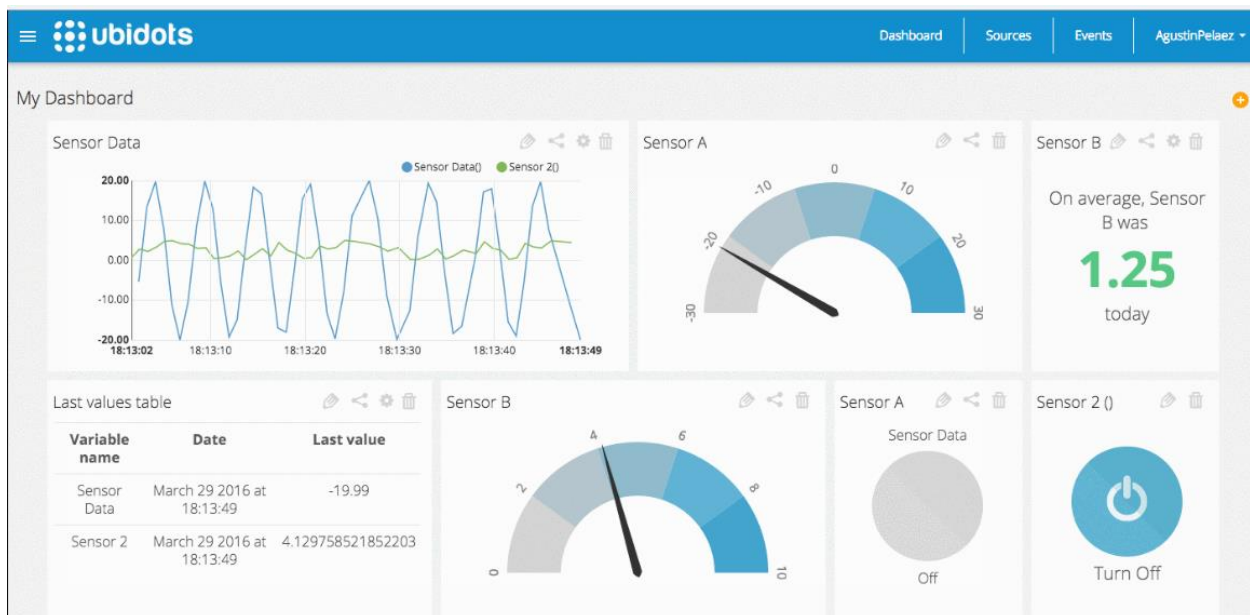 ubidots
Dashboard
Sources
Events
AgustinPelaez
My Dashboard
Sensor Data
Sensor Data()
Sensor 2()
20.00
10.00
0.00
-10.00
-20.00
18:13:02
18:13:10
18:13:20
18:13:30
18:13:40
18:13:49
Sensor A
-30
-20
-10
0
10
20
30
Sensor B
On average, Sensor
B was
1.25
today
Last values table
Variable
name
Date
Last value
Sensor
Data
March 29 2016 at
18:13:49
-19.99
Sensor 2
March 29 2016 at
18:13:49
4.129758521852203
Sensor B
0
2
4
6
8
10
Sensor A
Sensor Data
Off
Sensor 2 ()
Turn Off